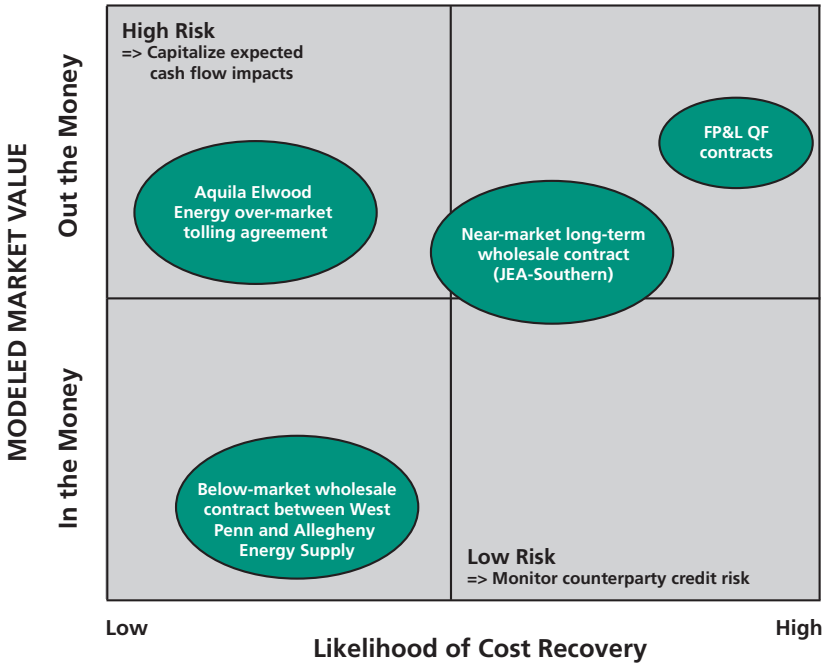 High Risk
=> Capitalize expected
cash flow impacts
FP&L QF
contracts
Aquila Elwood
Energy over-market
tolling agreement
Near-market long-term
wholesale contract
(JEA-Southern)
Below-market wholesale
contract between West
Penn and Allegheny
Energy Supply
Low Risk
=> Monitor counterparty credit risk
MODELED MARKET VALUE
Out the Money
In the Money
Low
High
Likelihood of Cost Recovery